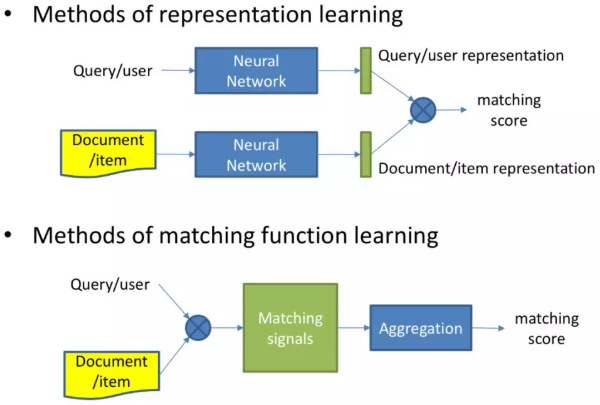 • Methods of representation learning
Query/user
Neural
Network
Query/user representation
matching
score
Document
/item
Neural
Network
Document/item representation
• Methods of matching function learning
Query/user
Document
/item
Matching
signals
Aggregation
matching
score